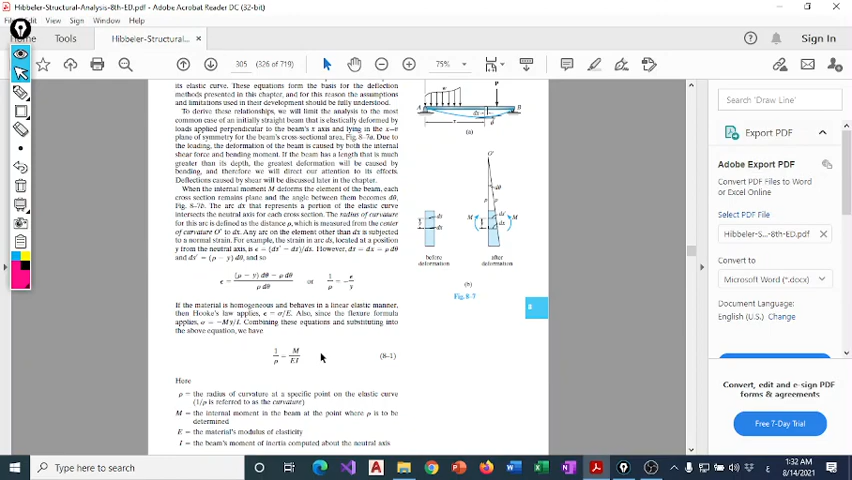 Hibbeler-Structural-Analysis-8th-ED.pdf - Adobe Acrobat Reader DC (32-bit)
File Edit View Sign Window Help
Home Tools Hibbeler-Structural-... × Sign In
305 (326 of 719) 75%
its elastic curve. These equations form the basis for the deflection
methods presented in this chapter, and for this reason the assumptions
and limitations used in their development should be fully understood.
To derive these relationships, we will limit the analysis to the most
common case of an initially straight beam that is elastically deformed by
loads applied perpendicular to the beam's x axis and lying in the x–v
plane of symmetry for the beam's cross-sectional area, Fig. 8–7a. Due to
the loading, the deformation of the beam is caused by both the internal
shear force and bending moment. If the beam has a length that is much
greater than its depth, the greatest deformation will be caused by
bending, and therefore we will direct our attention to its effects.
Deflections caused by shear will be discussed later in the chapter.
When the internal moment M deforms the element of the beam, each
cross section remains plane and the angle between them becomes dθ,
Fig. 8–7b. The arc dx that represents a portion of the elastic curve
intersects the neutral axis for each cross section. The radius of curvature
for this arc is defined as the distance ρ, which is measured from the center
of curvature O′ to dx. Any arc on the element other than dx is subjected
to a normal strain. For example, the strain in arc ds, located at a position
y from the neutral axis, is ϵ = (ds′ − ds)/ds. However, ds = dx = ρ dθ
and ds′ = (ρ − y) dθ, and so
ϵ = (ρ − y) dθ − ρ dθ / ρ dθ or 1/ρ = −ϵ/y
If the material is homogeneous and behaves in a linear elastic manner,
then Hooke's law applies, ϵ = σ/E. Also, since the flexure formula
applies, σ = −My/I. Combining these equations and substituting into
the above equation, we have
1/ρ = M/EI (8–1)
Here
ρ = the radius of curvature at a specific point on the elastic curve
(1/ρ is referred to as the curvature)
M = the internal moment in the beam at the point where ρ is to be
determined
E = the material's modulus of elasticity
I = the beam's moment of inertia computed about the neutral axis
w
P
A
B
x
(a)
O′
dθ
ρ ρ
M M
ds′
dx
y
ds
dx
before
deformation
after
deformation
(b)
Fig. 8–7
8
Search 'Draw Line'
Export PDF
Adobe Export PDF
Convert PDF Files to Word
or Excel Online
Select PDF File
Hibbeler-S...-8th-ED.pdf ×
Convert to
Microsoft Word (*.docx)
Document Language:
English (U.S.) Change
Convert, edit and e-sign PDF
forms & agreements
Free 7-Day Trial
Type here to search
ع
1:32 AM
8/14/2021